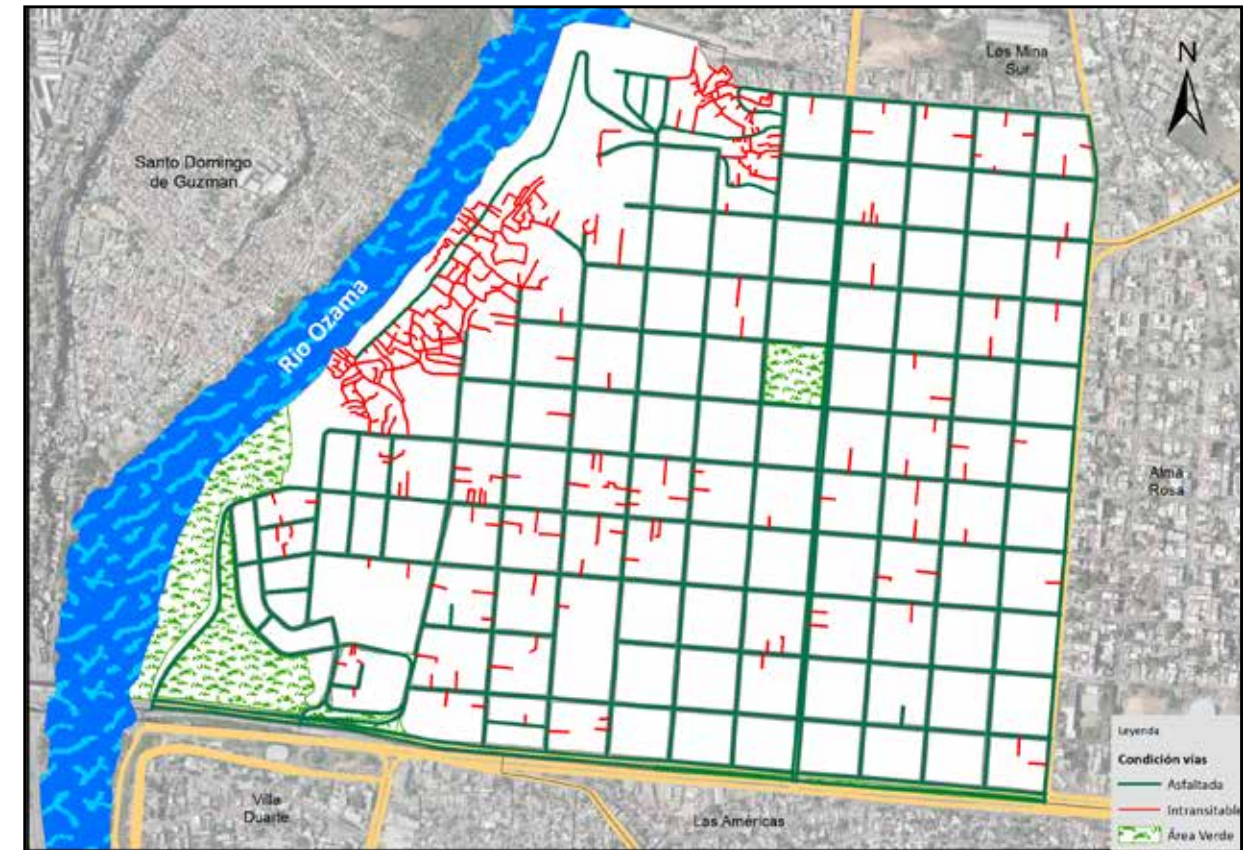 N
Los Mina
Sur
Santo Domingo
de Guzman
Rio Ozama
Alma
Rosa
Leyenda
Condición vías
Asfaltada
Intransitable
Área Verde
Villa
Duarte
Las Américas